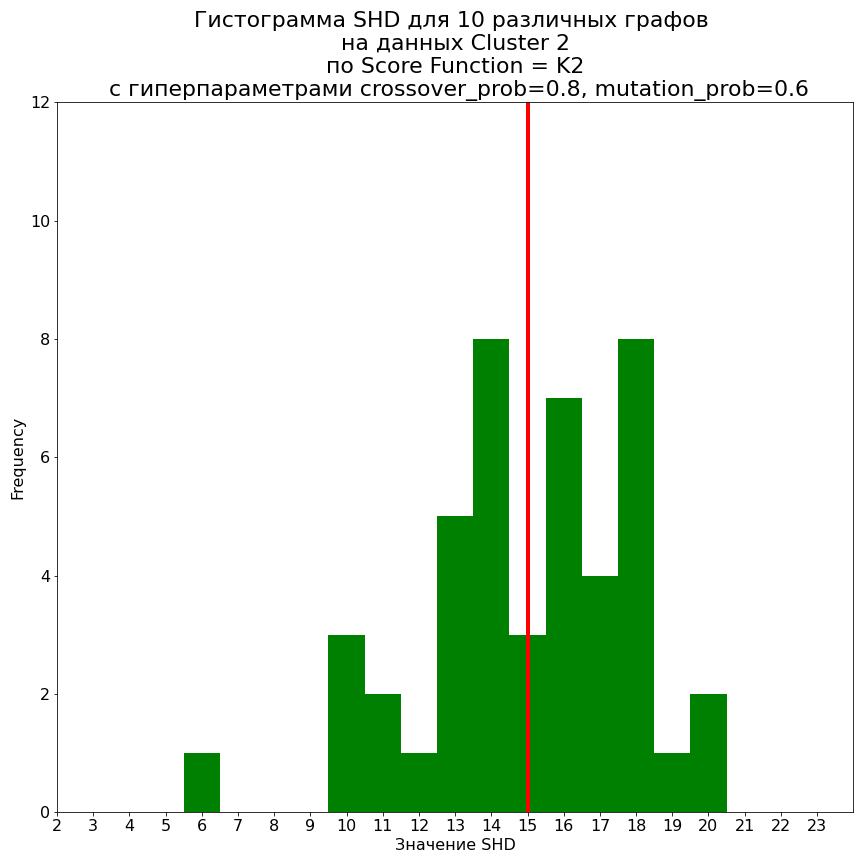 Гистограмма SHD для 10 различных графов
на данных Cluster 2
по Score Function = K2
с гиперпараметрами crossover_prob=0.8, mutation_prob=0.6
12
10
8
6
4
2
0
Frequency
2 3 4 5 6 7 8 9 10 11 12 13 14 15 16 17 18 19 20 21 22 23
Значение SHD